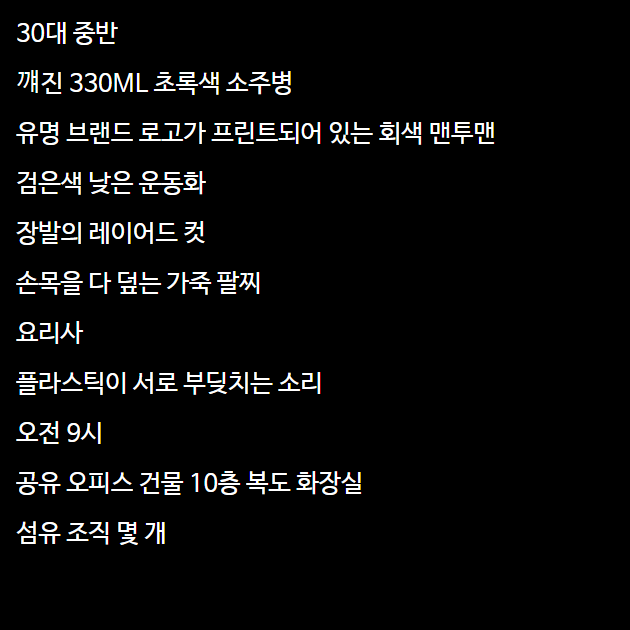 30대 중반
꺠진 330ML 초록색 소주병
유명 브랜드 로고가 프린트되어 있는 회색 맨투맨
검은색 낮은 운동화
장발의 레이어드 컷
손목을 다 덮는 가죽 팔찌
요리사
플라스틱이 서로 부딪치는 소리
오전 9시
공유 오피스 건물 10층 복도 화장실
섬유 조직 몇 개